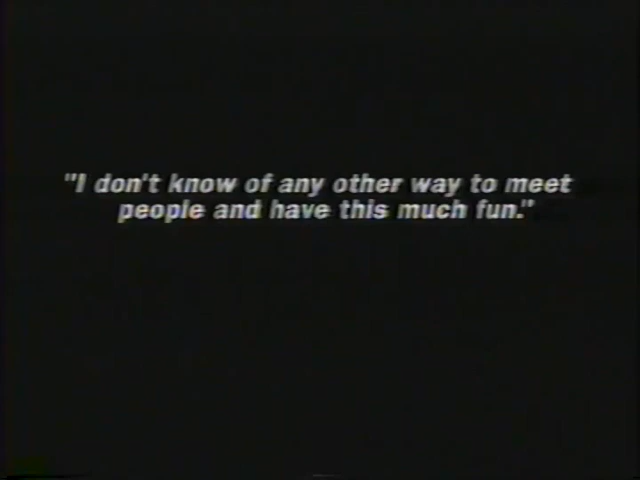 "I don't know of any other way to meet
people and have this much fun."